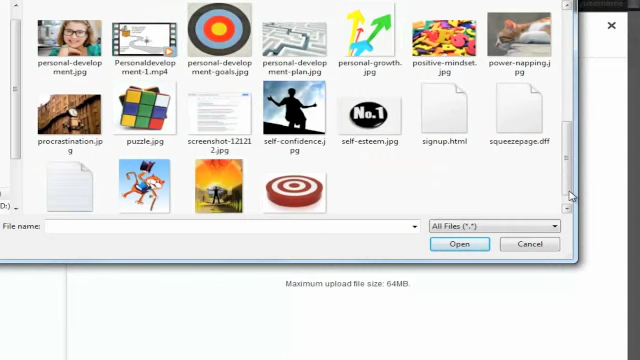 username
personal-develop
ment.jpg
Personaldevelop
ment-1.mp4
personal-develop
ment-goals.jpg
personal-develop
ment-plan.jpg
personal-growth.
jpg
positive-mindset.
jpg
power-napping.j
pg
No.1
procrastination.jp
g
puzzle.jpg
screenshot-12121
2.jpg
self-confidence.j
pg
self-esteem.jpg
signup.html
squeezepage.dff
D:)
File name:
All Files (*.*)
Open
Cancel
Maximum upload file size: 64MB.